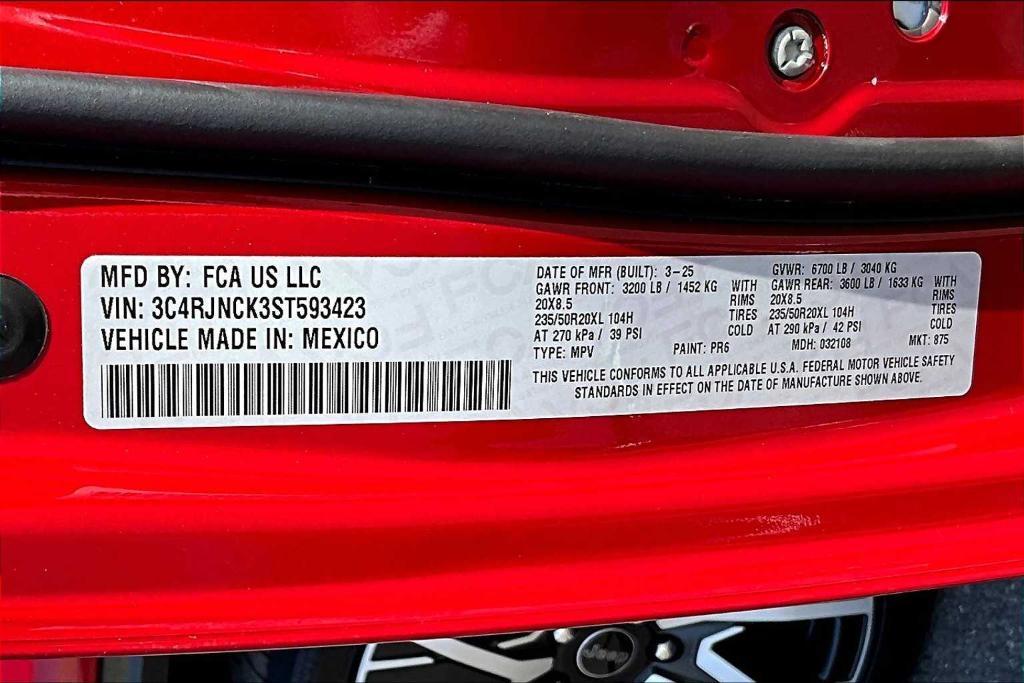 MFD BY: FCA US LLC
VIN: 3C4RJNCK3ST593423
VEHICLE MADE IN: MEXICO
DATE OF MFR (BUILT): 3-25 GVWR: 6700 LB / 3040 KG
GAWR FRONT: 3200 LB / 1452 KG WITH GAWR REAR: 3600 LB / 1633 KG WITH
20X8.5 RIMS 20X8.5 RIMS
235/50R20XL 104H TIRES 235/50R20XL 104H TIRES
AT 270 kPa / 39 PSI COLD AT 290 kPa / 42 PSI COLD
TYPE: MPV PAINT: PR6 MDH: 032108 MKT: 875
THIS VEHICLE CONFORMS TO ALL APPLICABLE U.S.A. FEDERAL MOTOR VEHICLE SAFETY
STANDARDS IN EFFECT ON THE DATE OF MANUFACTURE SHOWN ABOVE.
Jeep